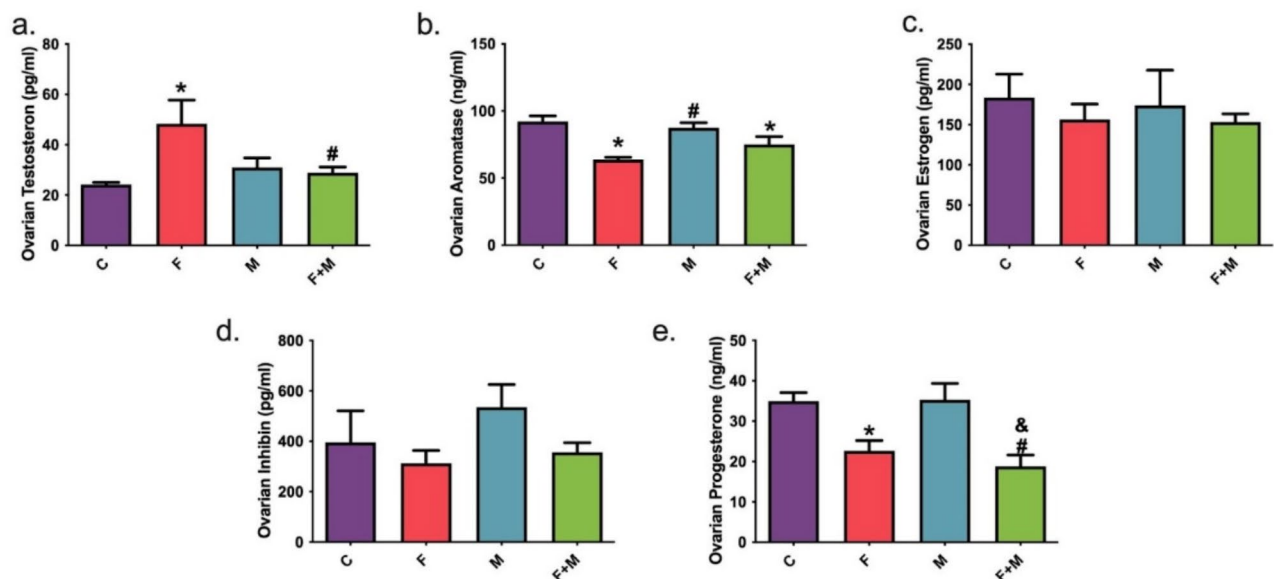 a.
Ovarian Testosteron (pg/ml)
80
60
40
20
0
*
#
C
F
M
F+M
b.
Ovarian Aromatase (ng/ml)
150
100
50
0
*
#
*
C
F
M
F+M
c.
Ovarian Estrogen (pg/ml)
250
200
150
100
50
0
C
F
M
F+M
d.
Ovarian Inhibin (pg/ml)
800
600
400
200
0
C
F
M
F+M
e.
Ovarian Progesterone (ng/ml)
50
40
30
20
10
0
*
&
#
C
F
M
F+M